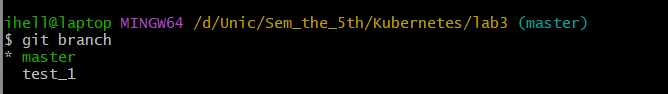 ihell@laptop MINGW64 /d/Unic/Sem_the_5th/Kubernetes/lab3 (master)
$ git branch
* master
  test_1